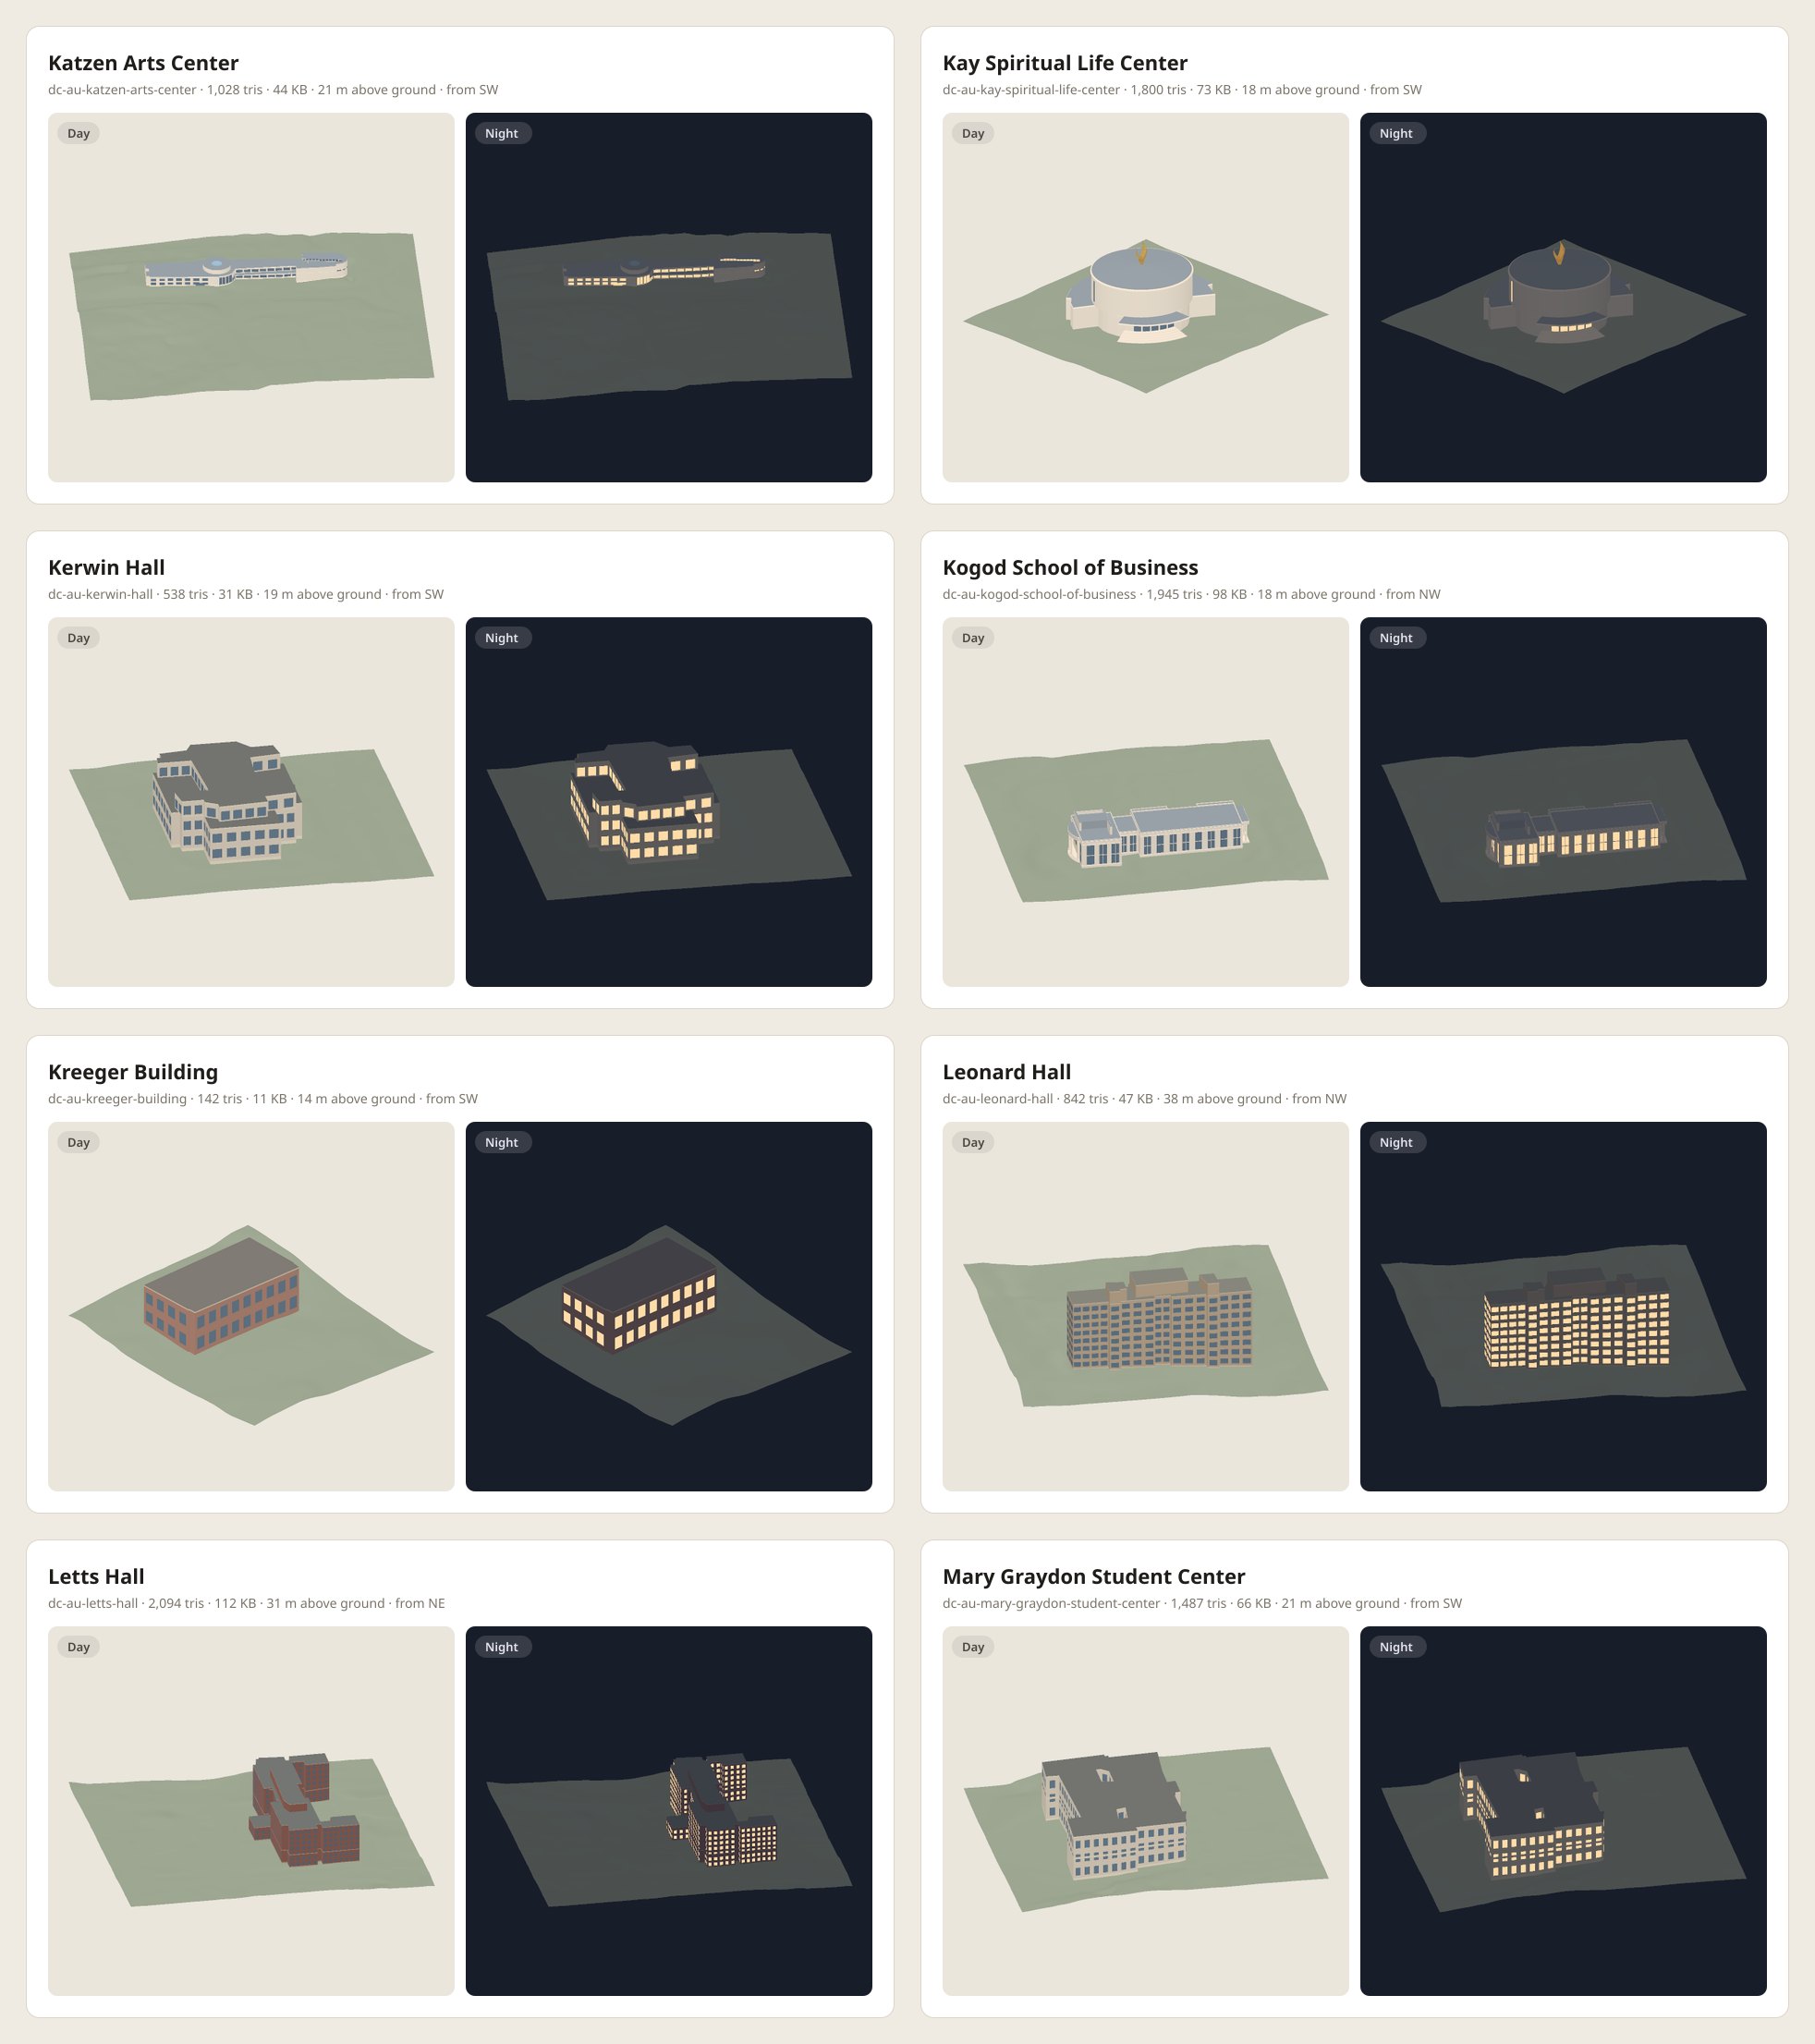 Katzen Arts Center
dc-au-katzen-arts-center · 1,028 tris · 44 KB · 21 m above ground · from SW
Day
Night
Kay Spiritual Life Center
dc-au-kay-spiritual-life-center · 1,800 tris · 73 KB · 18 m above ground · from SW
Day
Night
Kerwin Hall
dc-au-kerwin-hall · 538 tris · 31 KB · 19 m above ground · from SW
Day
Night
Kogod School of Business
dc-au-kogod-school-of-business · 1,945 tris · 98 KB · 18 m above ground · from NW
Day
Night
Kreeger Building
dc-au-kreeger-building · 142 tris · 11 KB · 14 m above ground · from SW
Day
Night
Leonard Hall
dc-au-leonard-hall · 842 tris · 47 KB · 38 m above ground · from NW
Day
Night
Letts Hall
dc-au-letts-hall · 2,094 tris · 112 KB · 31 m above ground · from NE
Day
Night
Mary Graydon Student Center
dc-au-mary-graydon-student-center · 1,487 tris · 66 KB · 21 m above ground · from SW
Day
Night